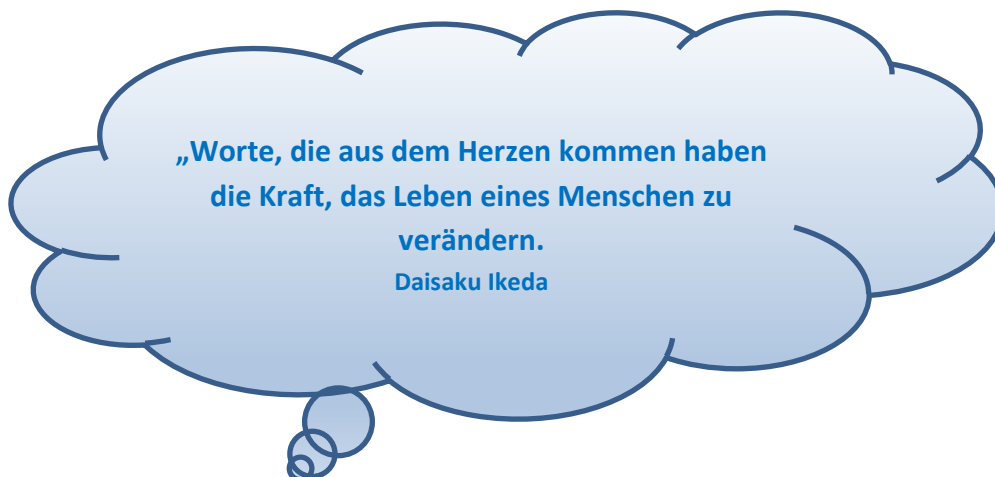 „Worte, die aus dem Herzen kommen haben
die Kraft, das Leben eines Menschen zu
verändern.
Daisaku Ikeda